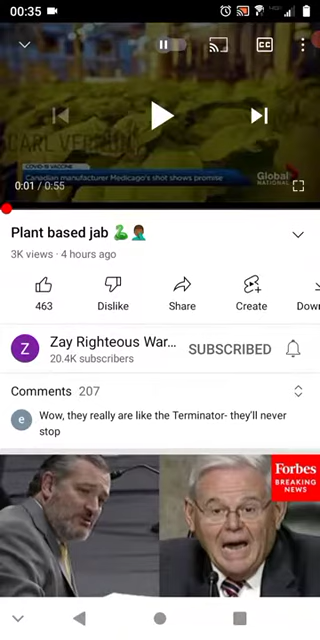 00:35
CC
CARL VERNON
COVID-19 VACCINE
Canadian manufacturer Medicago's shot shows promise
Global
NATIONAL
0:01 / 0:55
Plant based jab
3K views · 4 hours ago
463
Dislike
Share
Create
Down
Z
Zay Righteous War...
SUBSCRIBED
20.4K subscribers
Comments 207
e
Wow, they really are like the Terminator- they'll never
stop
Forbes
BREAKING
NEWS